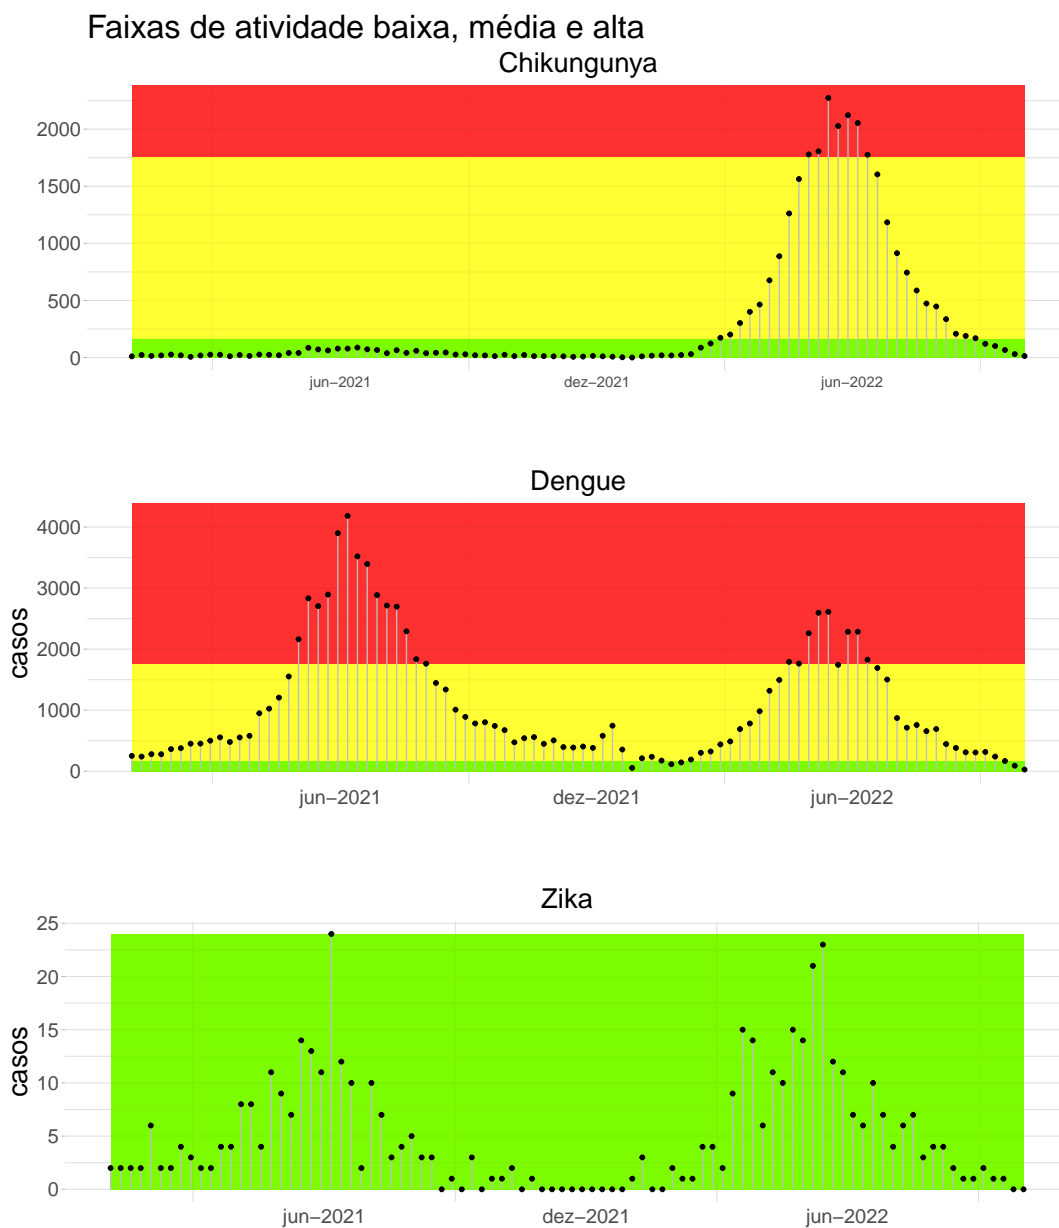 Faixas de atividade baixa, média e alta
Chikungunya
2000
1500
1000
500
0
jun−2021
dez−2021
jun−2022
Dengue
casos
4000
3000
2000
1000
0
jun−2021
dez−2021
jun−2022
Zika
casos
25
20
15
10
5
0
jun−2021
dez−2021
jun−2022